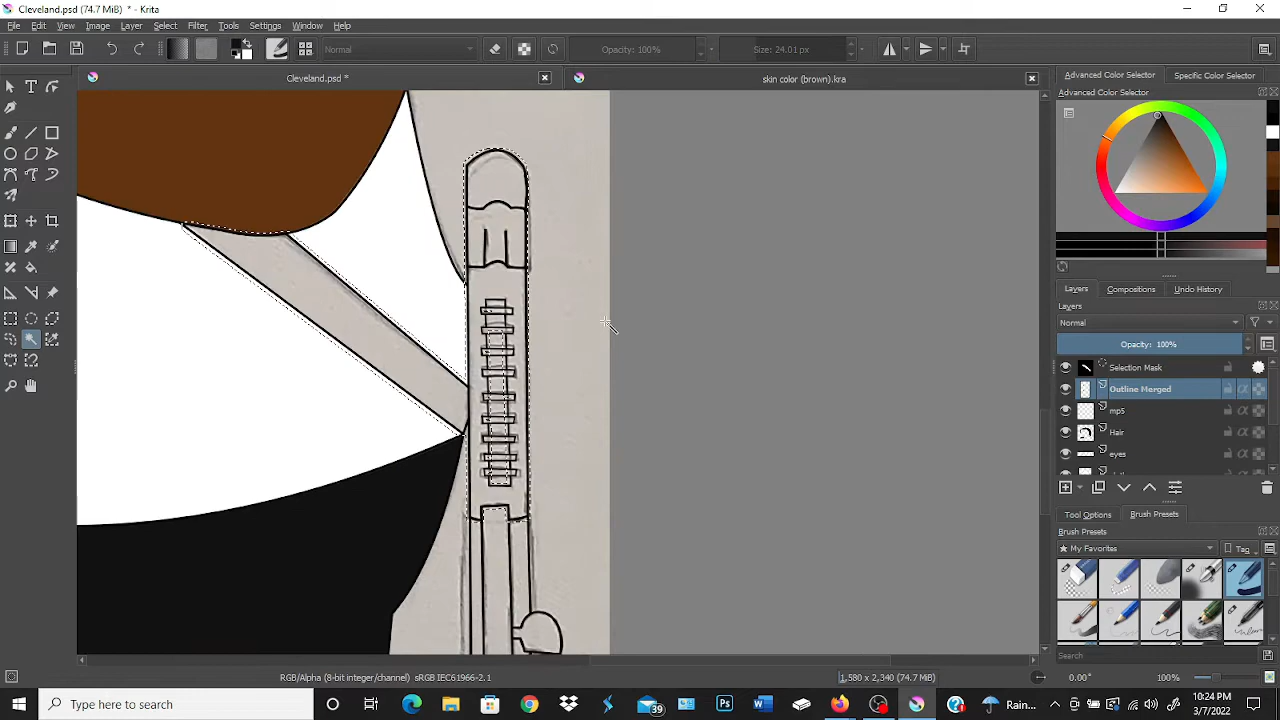 Cleveland.psd (74.7 MiB) * - Krita
File Edit View Image Layer Select Filter Tools Settings Window Help
Normal
Opacity: 100%
Size: 24.01 px
Cleveland.psd *
skin color (brown).kra
Advanced Color Selector Specific Color Selector
Advanced Color Selector
Layers Compositions Undo History
Layers
Normal
Opacity: 100%
Selection Mask
Outline Merged
mp5
Hair
eyes
Tool Options Brush Presets
Brush Presets
★ My Favorites
Tag
Search
RGB/Alpha (8-bit integer/channel) sRGB IEC61966-2.1
1,580 x 2,340 (74.7 MiB)
0.00°
100%
Type here to search
39
Rain...
10:24 PM
3/7/2022